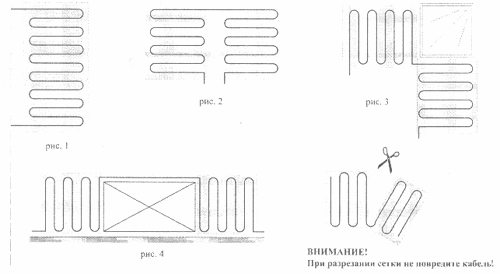 рис. 1
рис. 2
рис. 3
рис. 4
ВНИМАНИЕ!
При разрезании сетки не повредите кабель!